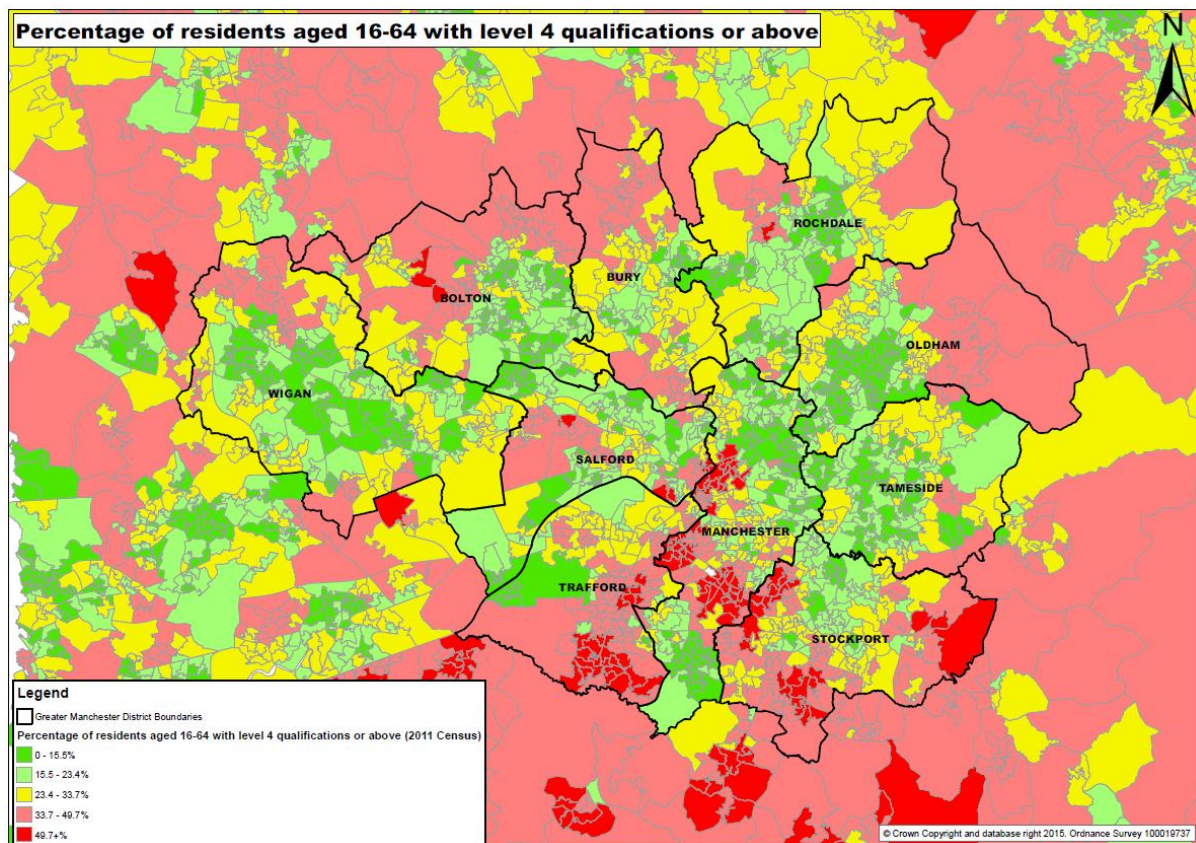 Percentage of residents aged 16-64 with level 4 qualifications or above
N
ROCHDALE
BURY
BOLTON
OLDHAM
WIGAN
SALFORD
TAMESIDE
MANCHESTER
TRAFFORD
STOCKPORT
Legend
Greater Manchester District Boundaries
Percentage of residents aged 16-64 with level 4 qualifications or above (2011 Census)
0 - 15.5%
15.5 - 23.4%
23.4 - 33.7%
33.7 - 49.7%
49.7+%
© Crown Copyright and database right 2015. Ordnance Survey 100019737